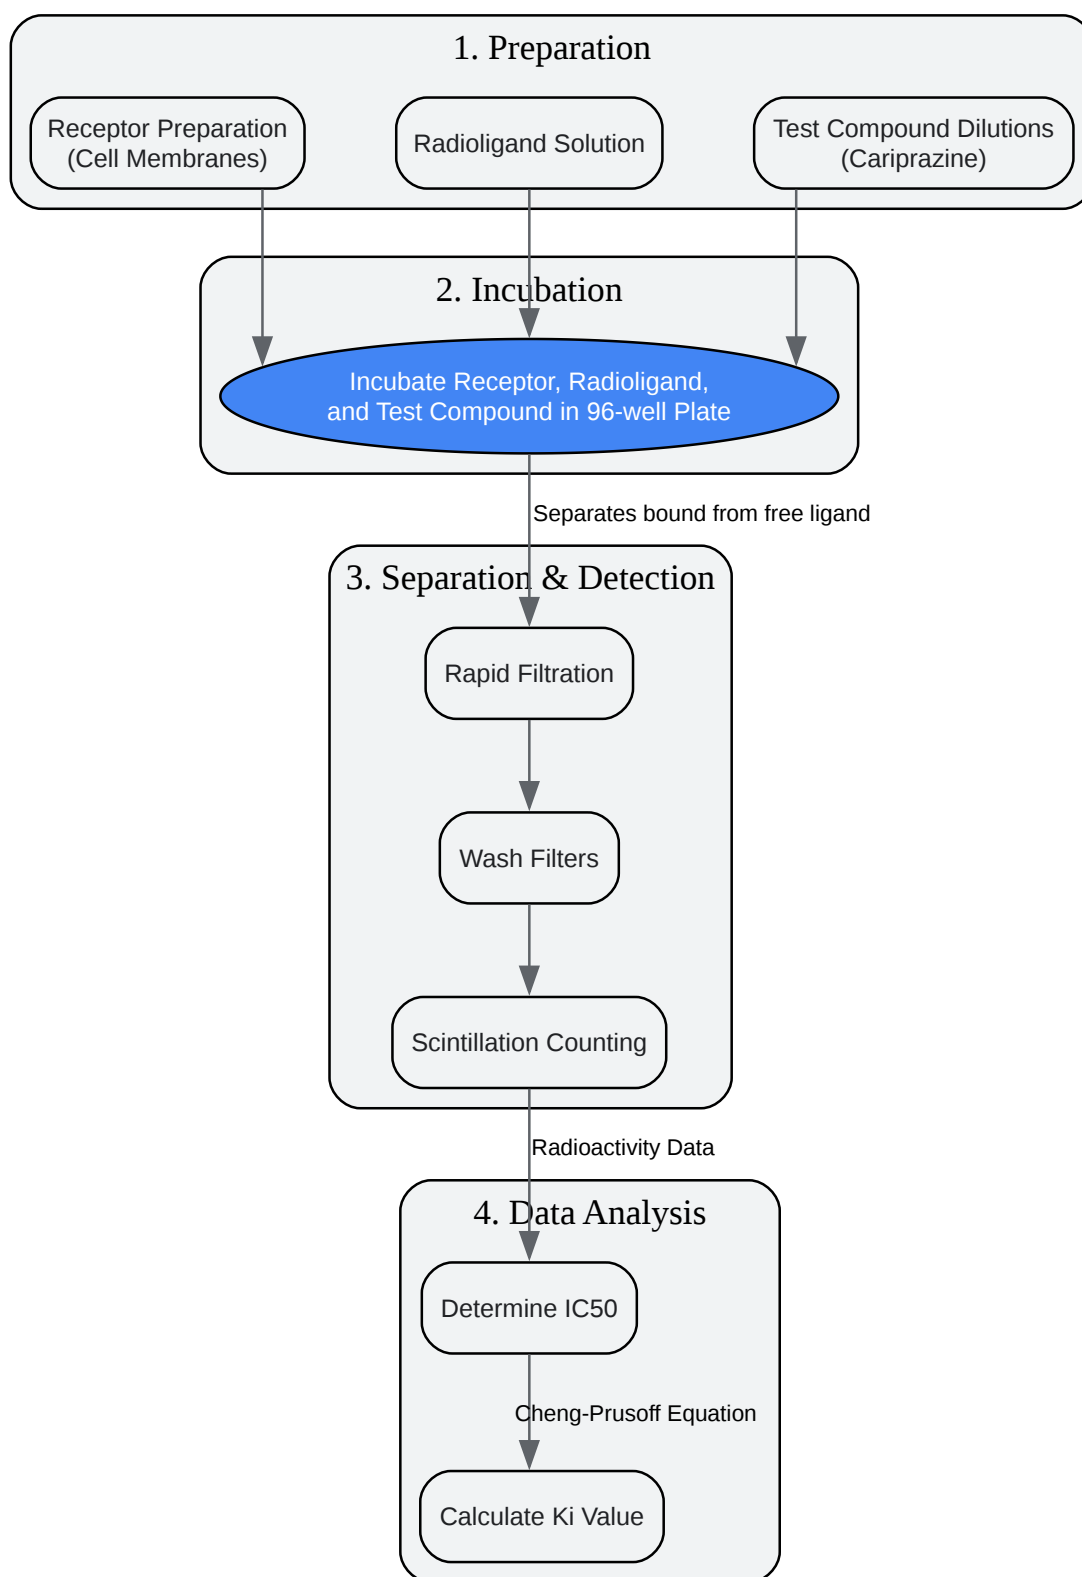 1. Preparation
Receptor Preparation
(Cell Membranes)
Radioligand Solution
Test Compound Dilutions
(Cariprazine)
2. Incubation
Incubate Receptor, Radioligand,
and Test Compound in 96-well Plate
Separates bound from free ligand
3. Separation & Detection
Rapid Filtration
Wash Filters
Scintillation Counting
Radioactivity Data
4. Data Analysis
Determine IC50
Cheng-Prusoff Equation
Calculate Ki Value